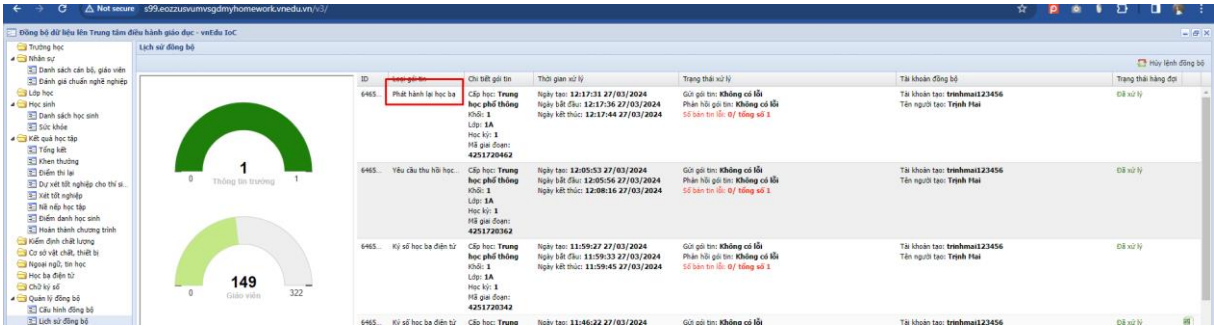 Not secure s99.eozzusvumvsgdmyhomework.vnedu.vn/v3/
Đồng bộ dữ liệu lên Trung tâm điều hành giáo dục - vnEdu IoC
Trường học
Nhân sự
Danh sách cán bộ, giáo viên
Đánh giá chuẩn nghề nghiệp
Lớp học
Học sinh
Danh sách học sinh
Sức khỏe
Kết quả học tập
Tổng kết
Khen thưởng
Điểm thi lại
Dự xét tốt nghiệp cho thí si..
Xét tốt nghiệp
Nề nếp học tập
Điểm danh học sinh
Hoàn thành chương trình
Kiểm định chất lượng
Cơ sở vật chất, thiết bị
Ngoại ngữ, tin học
Học bạ điện tử
Chữ ký số
Quản lý đồng bộ
Cấu hình đồng bộ
Lịch sử đồng bộ
Lịch sử đồng bộ
Hủy lệnh đồng bộ
1
0 Thông tin trường 1
149
0 Giáo viên 322
ID Loại gói tin Chi tiết gói tin Thời gian xử lý Trạng thái xử lý Tài khoản đồng bộ Trạng thái hàng đợi
6465... Phát hành lại học bạ Cấp học: Trung Ngày tạo: 12:17:31 27/03/2024 Gửi gói tin: Không có lỗi Tài khoản tạo: trinhmai123456 Đã xử lý
học phổ thông Ngày bắt đầu: 12:17:36 27/03/2024 Phản hồi gói tin: Không có lỗi Tên người tạo: Trịnh Mai
Khối: 1 Ngày kết thúc: 12:17:44 27/03/2024 Số bản tin lỗi: 0/ tổng số 1
Lớp: 1A
Học kỳ: 1
Mã giai đoạn:
4251720462
6465... Yêu cầu thu hồi học... Cấp học: Trung Ngày tạo: 12:05:53 27/03/2024 Gửi gói tin: Không có lỗi Tài khoản tạo: trinhmai123456 Đã xử lý
học phổ thông Ngày bắt đầu: 12:05:56 27/03/2024 Phản hồi gói tin: Không có lỗi Tên người tạo: Trịnh Mai
Khối: 1 Ngày kết thúc: 12:08:16 27/03/2024 Số bản tin lỗi: 0/ tổng số 1
Lớp: 1A
Học kỳ: 1
Mã giai đoạn:
4251720362
6465... Ký số học bạ điện tử Cấp học: Trung Ngày tạo: 11:59:27 27/03/2024 Gửi gói tin: Không có lỗi Tài khoản tạo: trinhmai123456 Đã xử lý
học phổ thông Ngày bắt đầu: 11:59:33 27/03/2024 Phản hồi gói tin: Không có lỗi Tên người tạo: Trịnh Mai
Khối: 1 Ngày kết thúc: 11:59:45 27/03/2024 Số bản tin lỗi: 0/ tổng số 1
Lớp: 1A
Học kỳ: 1
Mã giai đoạn:
4251720342
6465... Ký số học bạ điện tử Cấp học: Trung Ngày tạo: 11:46:22 27/03/2024 Gửi gói tin: Không có lỗi Tài khoản tạo: trinhmai123456 Đã xử lý